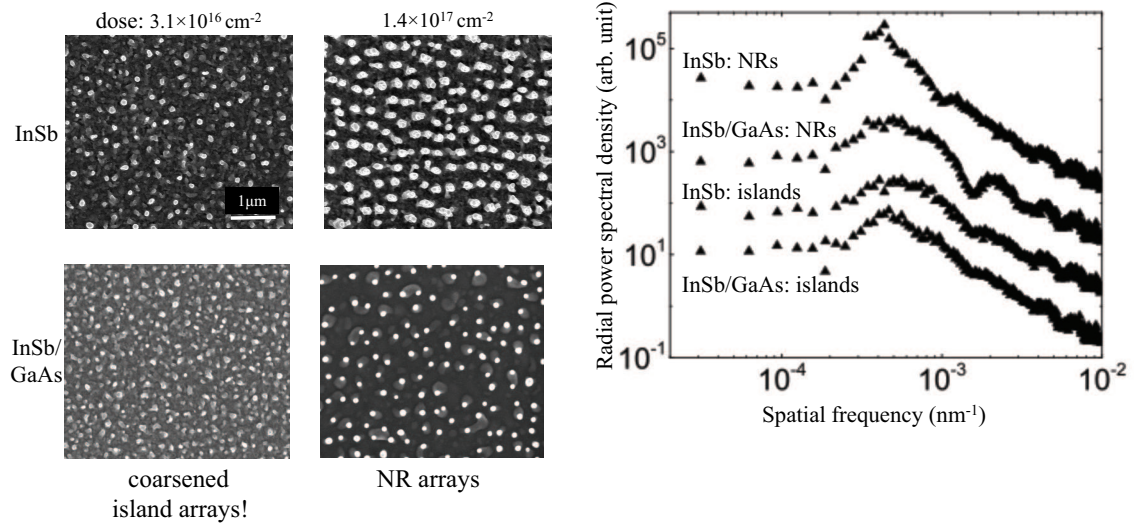 dose: 3.1×10¹⁶ cm⁻²
1.4×10¹⁷ cm⁻²
InSb
1μm
InSb/
GaAs
coarsened
island arrays!
NR arrays
Radial power spectral density (arb. unit)
10⁵
10³
10¹
10⁻¹
InSb: NRs
InSb/GaAs: NRs
InSb: islands
InSb/GaAs: islands
10⁻⁴
10⁻³
10⁻²
Spatial frequency (nm⁻¹)